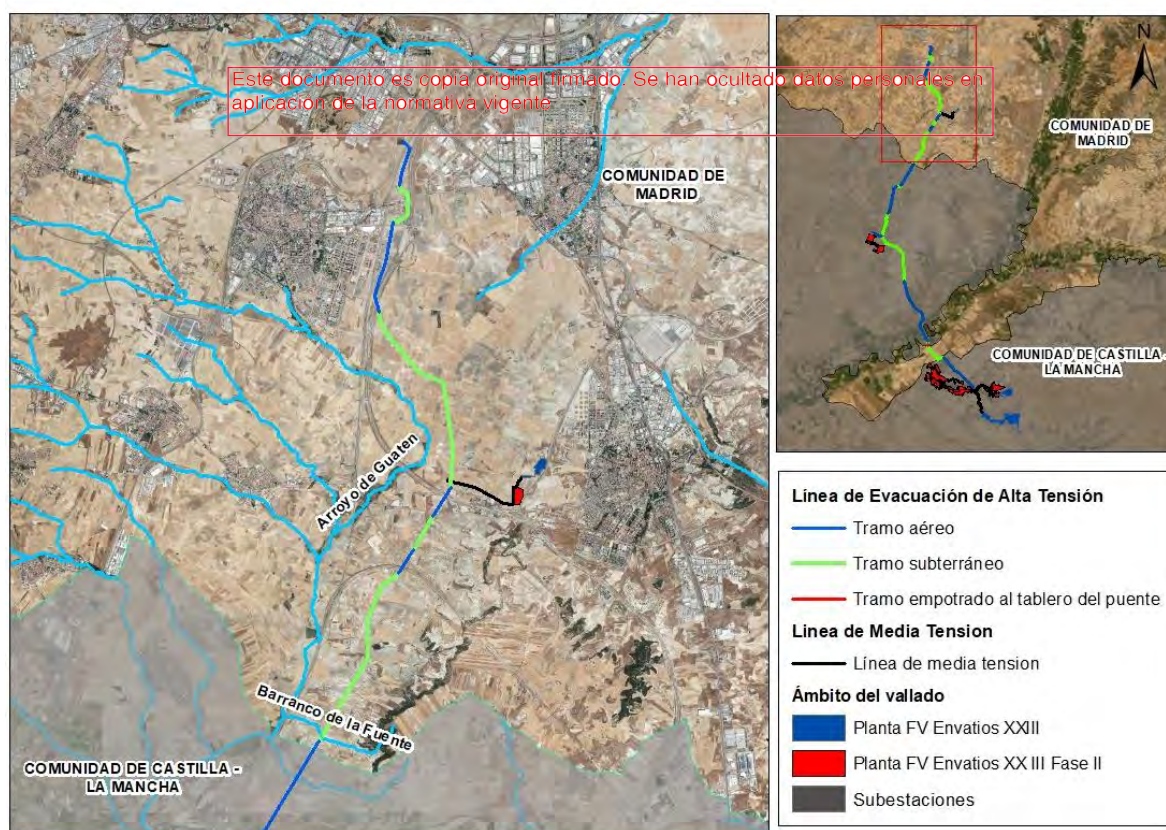 Este documento es copia original firmado. Se han ocultado datos personales en
aplicación de la normativa vigente
COMUNIDAD DE
MADRID
Arroyo de Guaten
Barranco de la Fuente
COMUNIDAD DE CASTILLA -
LA MANCHA
N
COMUNIDAD DE
MADRID
COMUNIDAD DE CASTILLA -
LA MANCHA
Línea de Evacuación de Alta Tensión
Tramo aéreo
Tramo subterráneo
Tramo empotrado al tablero del puente
Linea de Media Tension
Línea de media tension
Ámbito del vallado
Planta FV Envatios XXIII
Planta FV Envatios XX III Fase II
Subestaciones